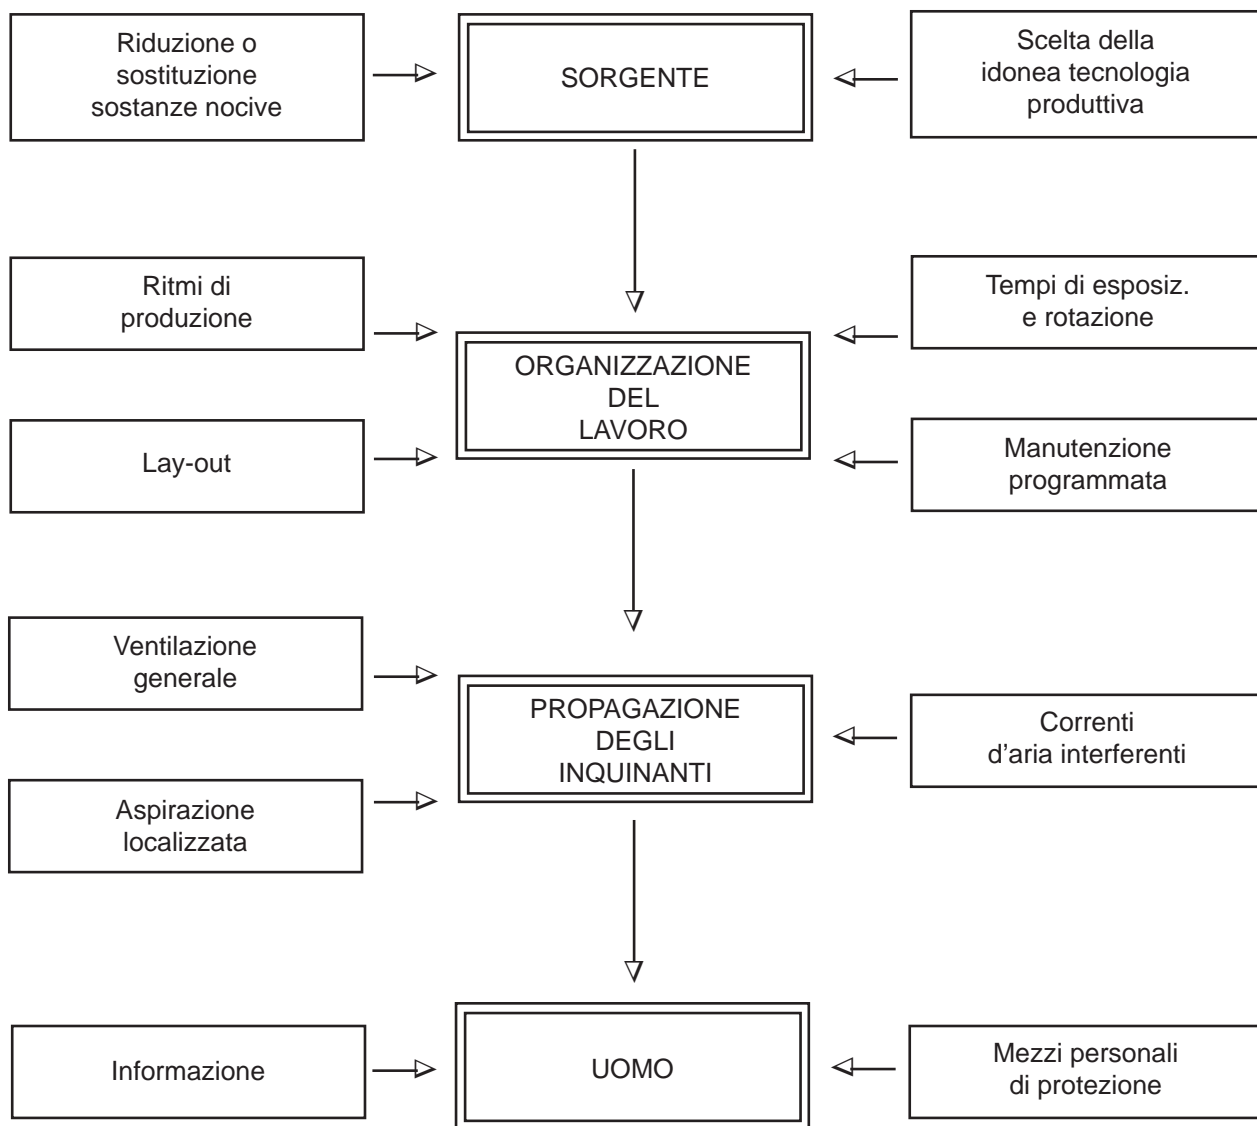 Riduzione o
sostituzione
sostanze nocive
SORGENTE
Scelta della
idonea tecnologia
produttiva
Ritmi di
produzione
Tempi di esposiz.
e rotazione
ORGANIZZAZIONE
DEL
LAVORO
Lay-out
Manutenzione
programmata
Ventilazione
generale
PROPAGAZIONE
DEGLI
INQUINANTI
Correnti
d’aria interferenti
Aspirazione
localizzata
Informazione
UOMO
Mezzi personali
di protezione